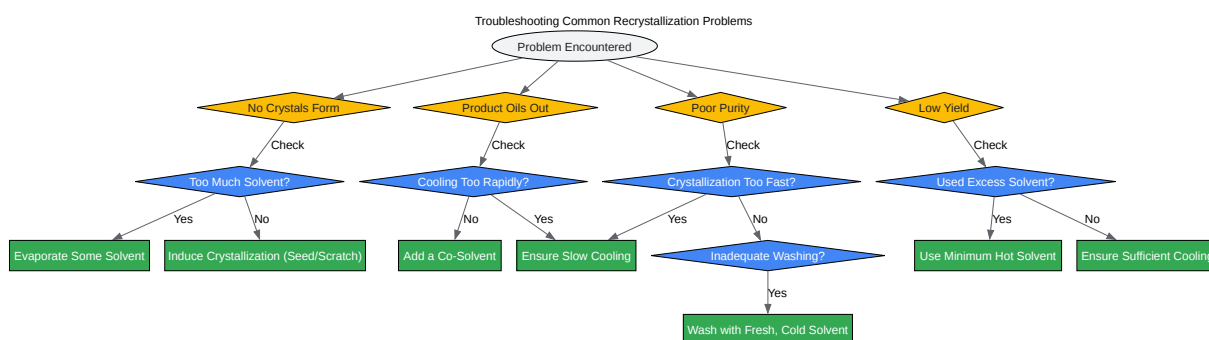 Troubleshooting Common Recrystallization Problems
Problem Encountered
No Crystals Form
Product Oils Out
Poor Purity
Low Yield
Check
Check
Check
Check
Too Much Solvent?
Cooling Too Rapidly?
Crystallization Too Fast?
Used Excess Solvent?
Yes
No
No
Yes
Yes
No
Yes
No
Evaporate Some Solvent
Induce Crystallization (Seed/Scratch)
Add a Co-Solvent
Ensure Slow Cooling
Inadequate Washing?
Use Minimum Hot Solvent
Ensure Sufficient Cooling
Yes
Wash with Fresh, Cold Solvent